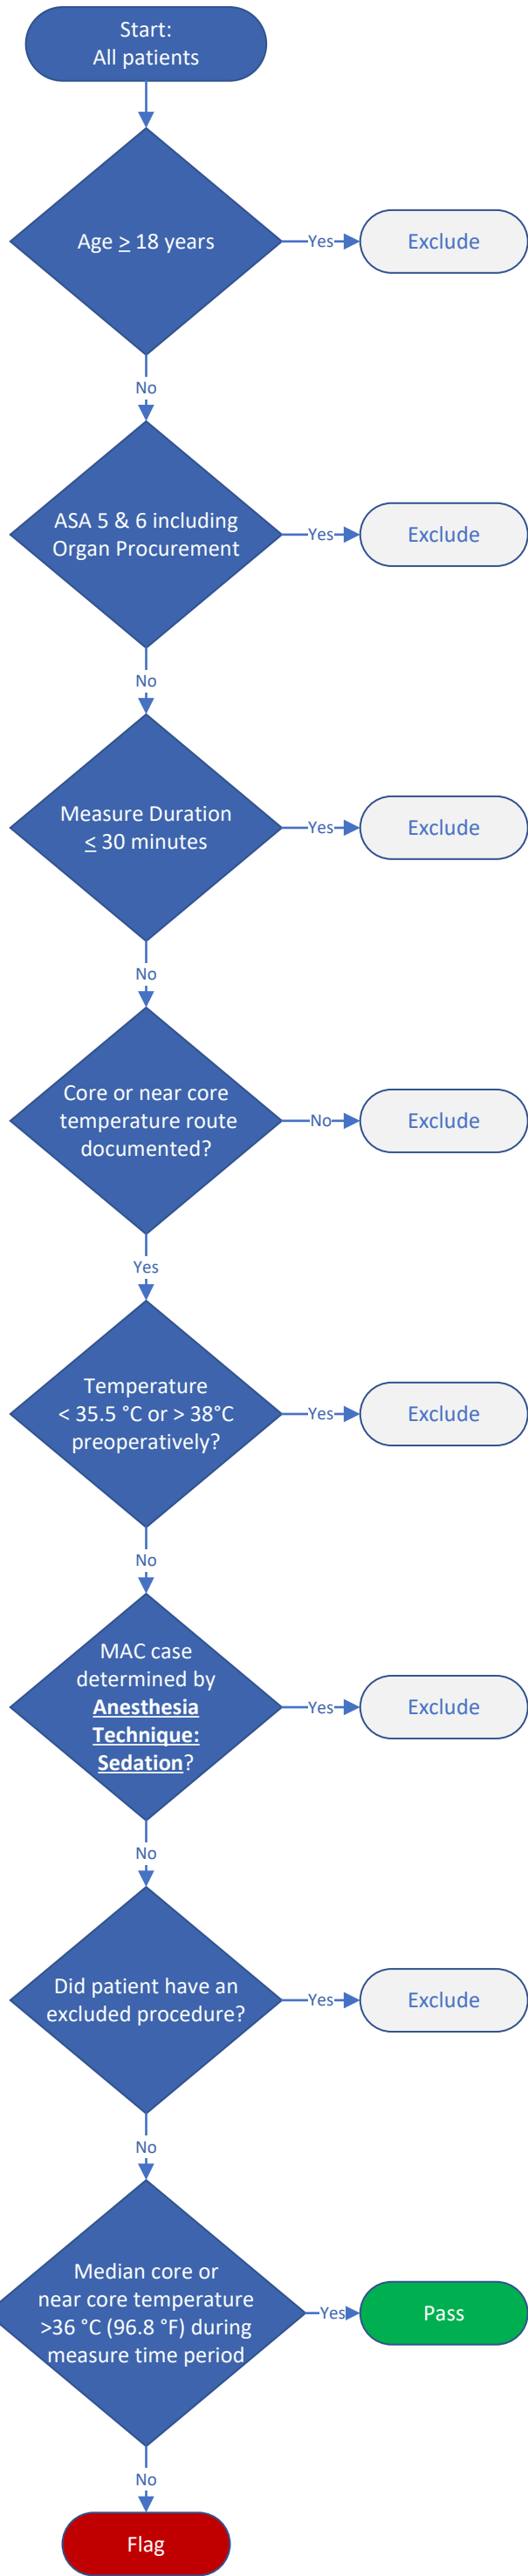 Start:
All patients
Age ≥ 18 years
Yes
Exclude
No
ASA 5 & 6 including
Organ Procurement
Yes
Exclude
No
Measure Duration
≤ 30 minutes
Yes
Exclude
No
Core or near core
temperature route
documented?
No
Exclude
Yes
Temperature
< 35.5 °C or > 38°C
preoperatively?
Yes
Exclude
No
MAC case
determined by
Anesthesia
Technique:
Sedation?
Yes
Exclude
No
Did patient have an
excluded procedure?
Yes
Exclude
No
Median core or
near core temperature
>36 °C (96.8 °F) during
measure time period
Yes
Pass
No
Flag